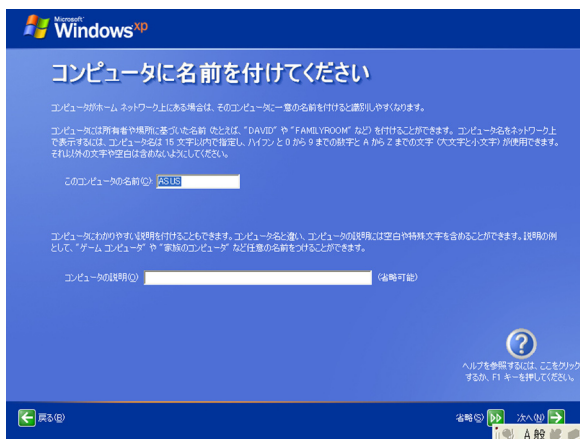 Microsoft
Windows xp
コンピュータに名前を付けてください
コンピュータがホーム ネットワーク上にある場合は、そのコンピュータに一意の名前を付けると識別しやすくなります。
コンピュータには所有者や場所に基づいた名前 (たとえば、"DAVID" や "FAMILYROOM" など) を付けることができます。コンピュータ名をネットワーク上
で表示するには、コンピュータ名は 15 文字以内で指定し、ハイフンと 0 から 9 までの数字と A から Z までの文字 (大文字と小文字) が使用できます。
それ以外の文字や空白は含めないようにしてください。
このコンピュータの名前(C): ASUS
コンピュータにわかりやすい説明を付けることもできます。コンピュータ名と違い、コンピュータの説明には空白や特殊文字を含めることができます。説明の例
として、"ゲーム コンピュータ" や "家族のコンピュータ" など任意の名前をつけることができます。
コンピュータの説明(O): (省略可能)
ヘルプを参照するには、ここをクリック
するか、F1 キーを押してください。
戻る(B) 省略(S) 次へ(N)
A 般